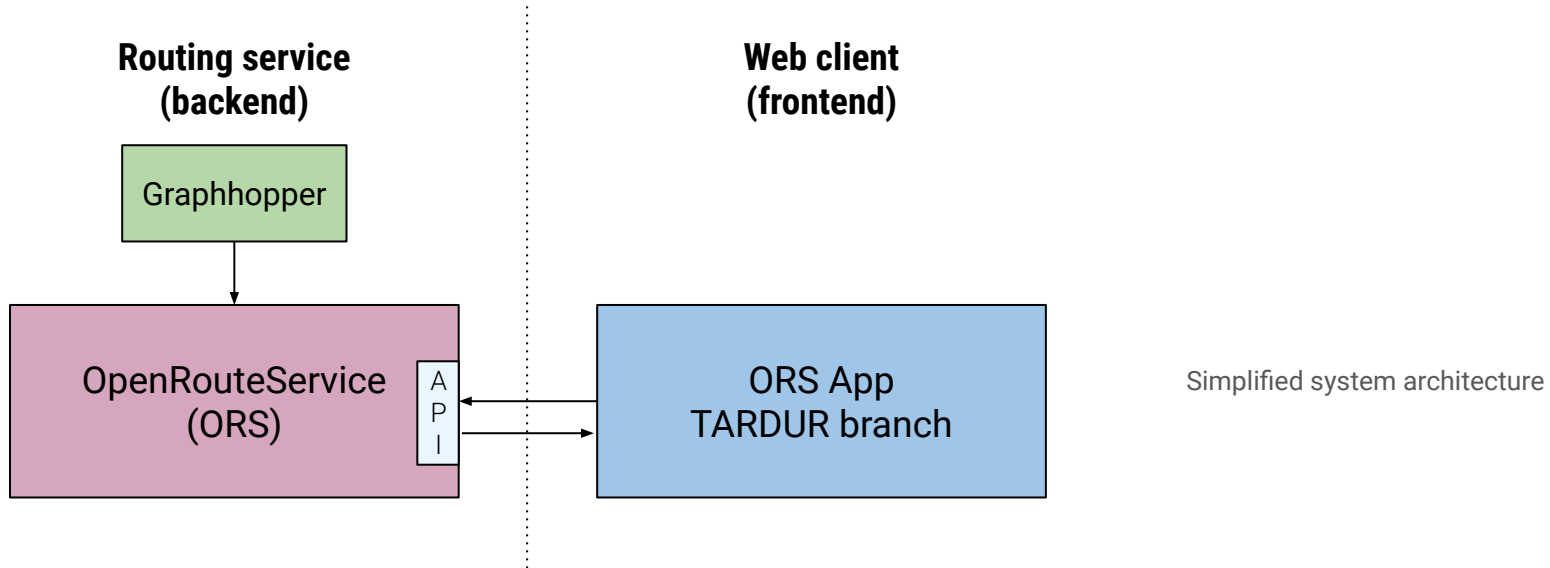 Routing service
(backend)
Web client
(frontend)
Graphhopper
OpenRouteService
(ORS)
A
P
I
ORS App
TARDUR branch
Simplified system architecture